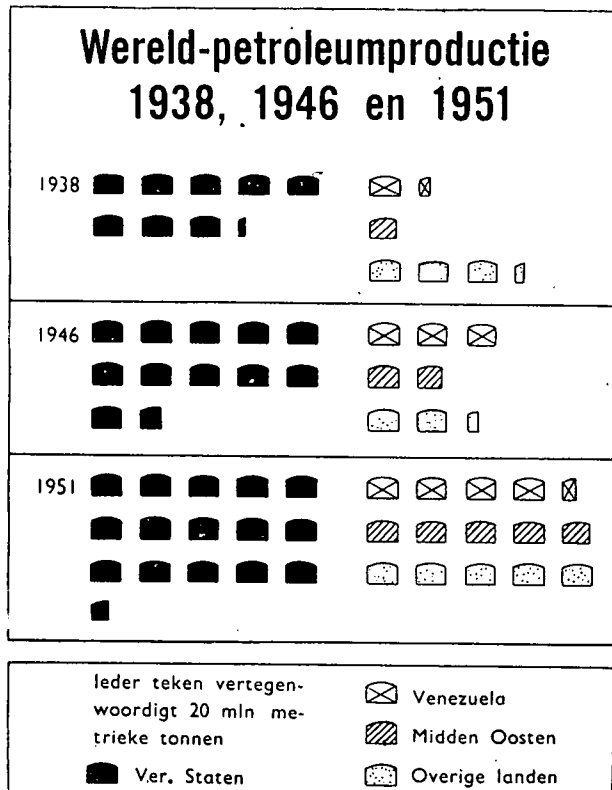 Wereld-petroleumproductie
1938, 1946 en 1951
1938
1946
1951
Ieder teken vertegen-
woordigt 20 mln me-
trieke tonnen
Ver. Staten
Venezuela
Midden Oosten
Overige landen